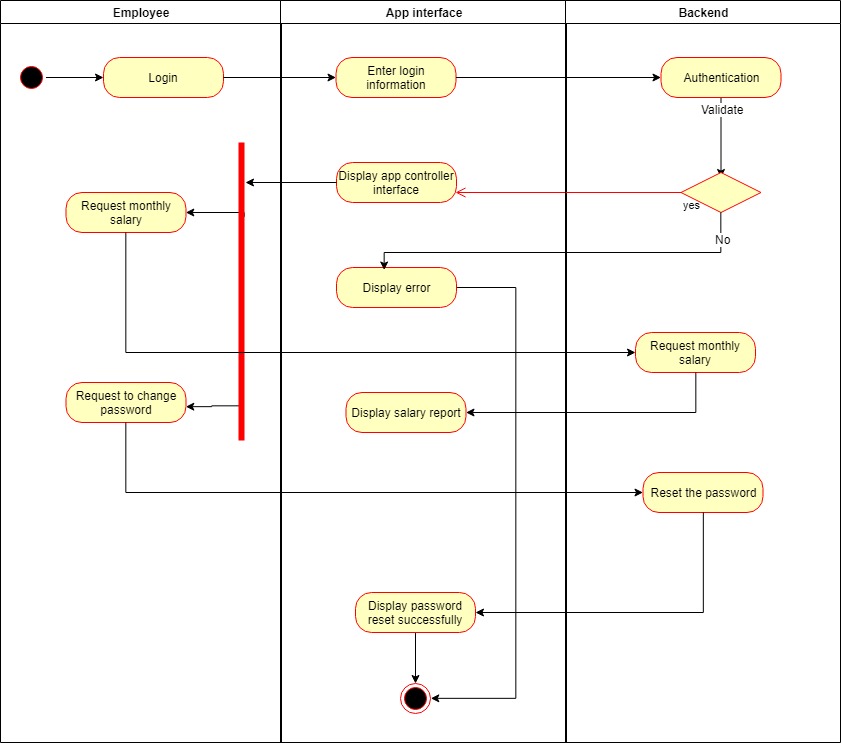 Employee
App interface
Backend
Login
Enter login
information
Authentication
Validate
Display app controller
interface
yes
Request monthly
salary
No
Display error
Request monthly
salary
Request to change
password
Display salary report
Reset the password
Display password
reset successfully